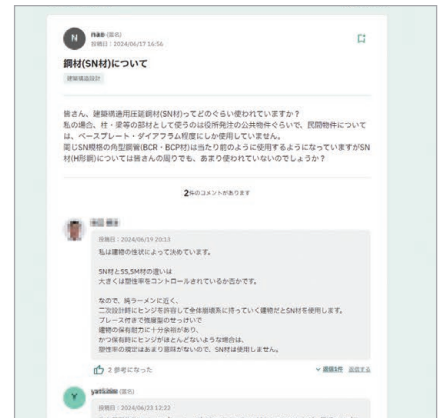 N
nao (匿名)
投稿日：2024/06/17 16:56
鋼材(SN材)について
建築構造設計
皆さん、建築構造用圧延鋼材(SN材)ってどのぐらい使われていますか？
私の場合、柱・梁等の部材として使うのは役所発注の公共物件ぐらいで、民間物件について
は、ベースプレート・ダイアフラム程度にしか使用していません。
同じSN規格の角型鋼管(BCR・BCP材)は当たり前のように使用するようになっていますがSN
材(H形鋼)については皆さんの周りでも、あまり使われていないのでしょうか？
2件のコメントがあります
投稿日：2024/06/19 20:13
私は建物の性状によって決めています。
SN材とSS,SM材の違いは
大きくは塑性率をコントロールされているか否かです。
なので、純ラーメンに近く、
二次設計時にヒンジを許容して全体崩壊系に持っていく建物だとSN材を使用します。
ブレース付きで強度型のせっけいで
建物の保有耐力に十分余裕があり、
かつ保有時にヒンジがほとんどないような場合は、
塑性率の規定はあまり意味がないので、SN材は使用しません。
2 参考になった
返信1件 返信する
Y
(匿名)
投稿日：2024/06/23 12:22